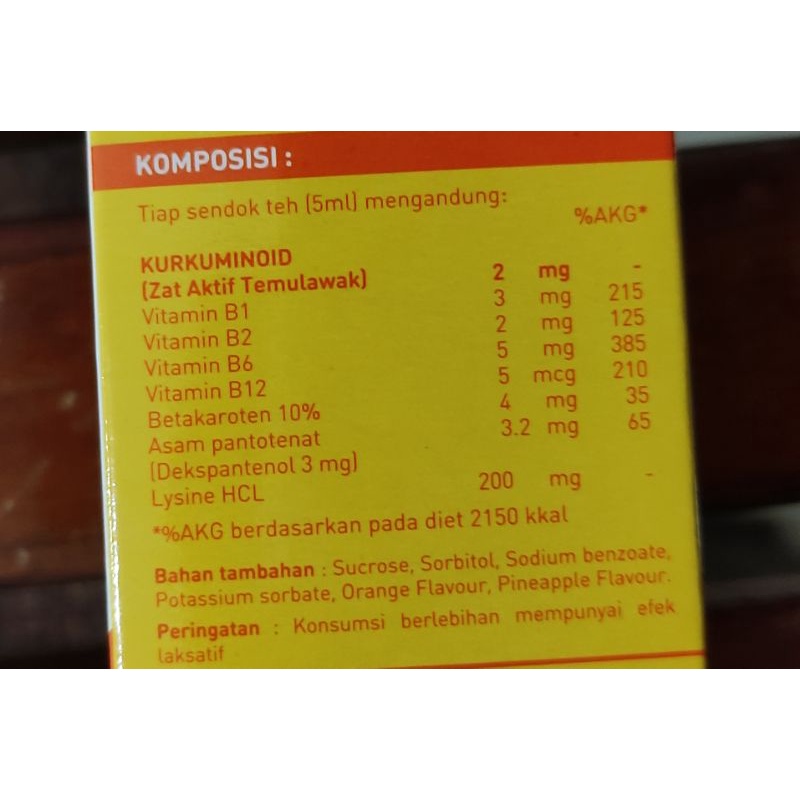 KOMPOSISI :
Tiap sendok teh (5ml) mengandung:
%AKG*
KURKUMINOID
(Zat Aktif Temulawak) 2 mg -
Vitamin B1 3 mg 215
Vitamin B2 2 mg 125
Vitamin B6 5 mg 385
Vitamin B12 5 mcg 210
Betakaroten 10% 4 mg 35
Asam pantotenat 3.2 mg 65
(Dekspantenol 3 mg)
Lysine HCL 200 mg -
*%AKG berdasarkan pada diet 2150 kkal
Bahan tambahan : Sucrose, Sorbitol, Sodium benzoate,
Potassium sorbate, Orange Flavour, Pineapple Flavour.
Peringatan : Konsumsi berlebihan mempunyai efek
laksatif